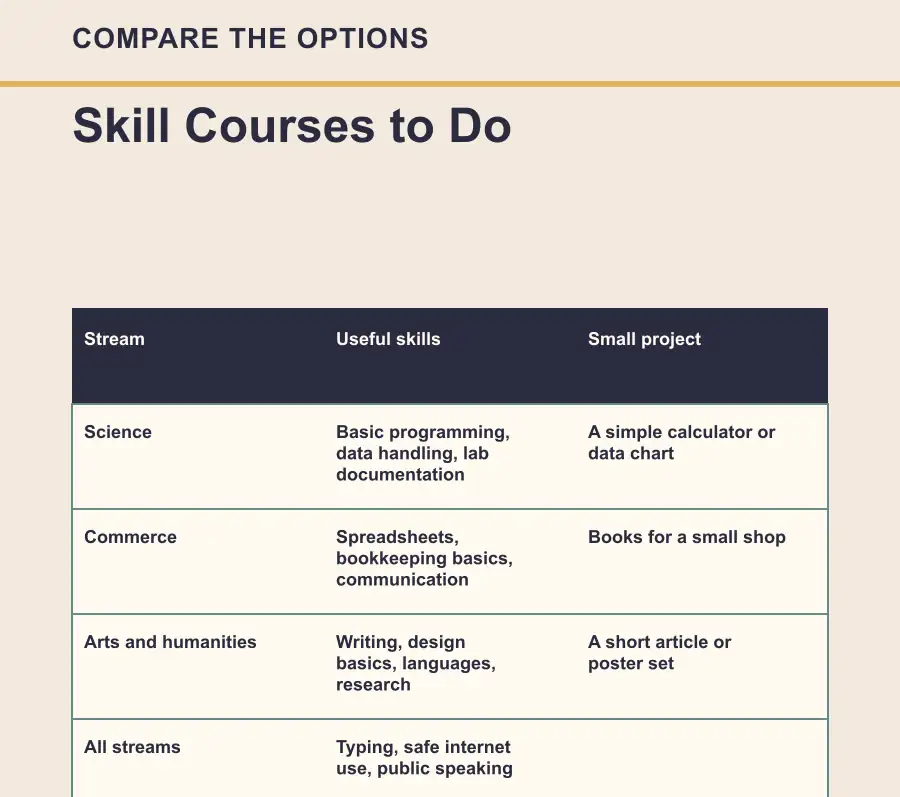 COMPARE THE OPTIONS
Skill Courses to Do
Stream
Useful skills
Small project
Science
Basic programming,
data handling, lab
documentation
A simple calculator or
data chart
Commerce
Spreadsheets,
bookkeeping basics,
communication
Books for a small shop
Arts and humanities
Writing, design
basics, languages,
research
A short article or
poster set
All streams
Typing, safe internet
use, public speaking